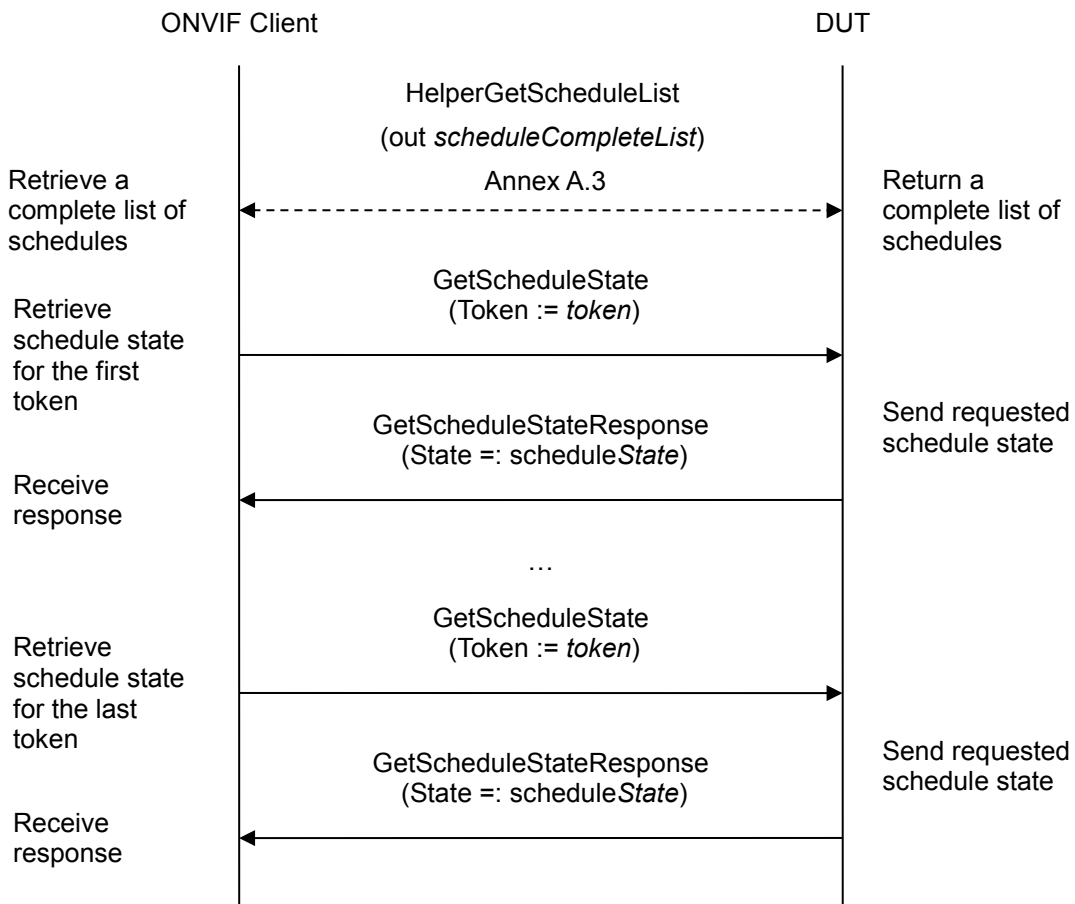 ONVIF Client
DUT
HelperGetScheduleList
(out scheduleCompleteList)
Annex A.3
Retrieve a
complete list of
schedules
Return a
complete list of
schedules
GetScheduleState
(Token := token)
Retrieve
schedule state
for the first
token
GetScheduleStateResponse
(State =: scheduleState)
Send requested
schedule state
Receive
response
…
GetScheduleState
(Token := token)
Retrieve
schedule state
for the last
token
GetScheduleStateResponse
(State =: scheduleState)
Send requested
schedule state
Receive
response